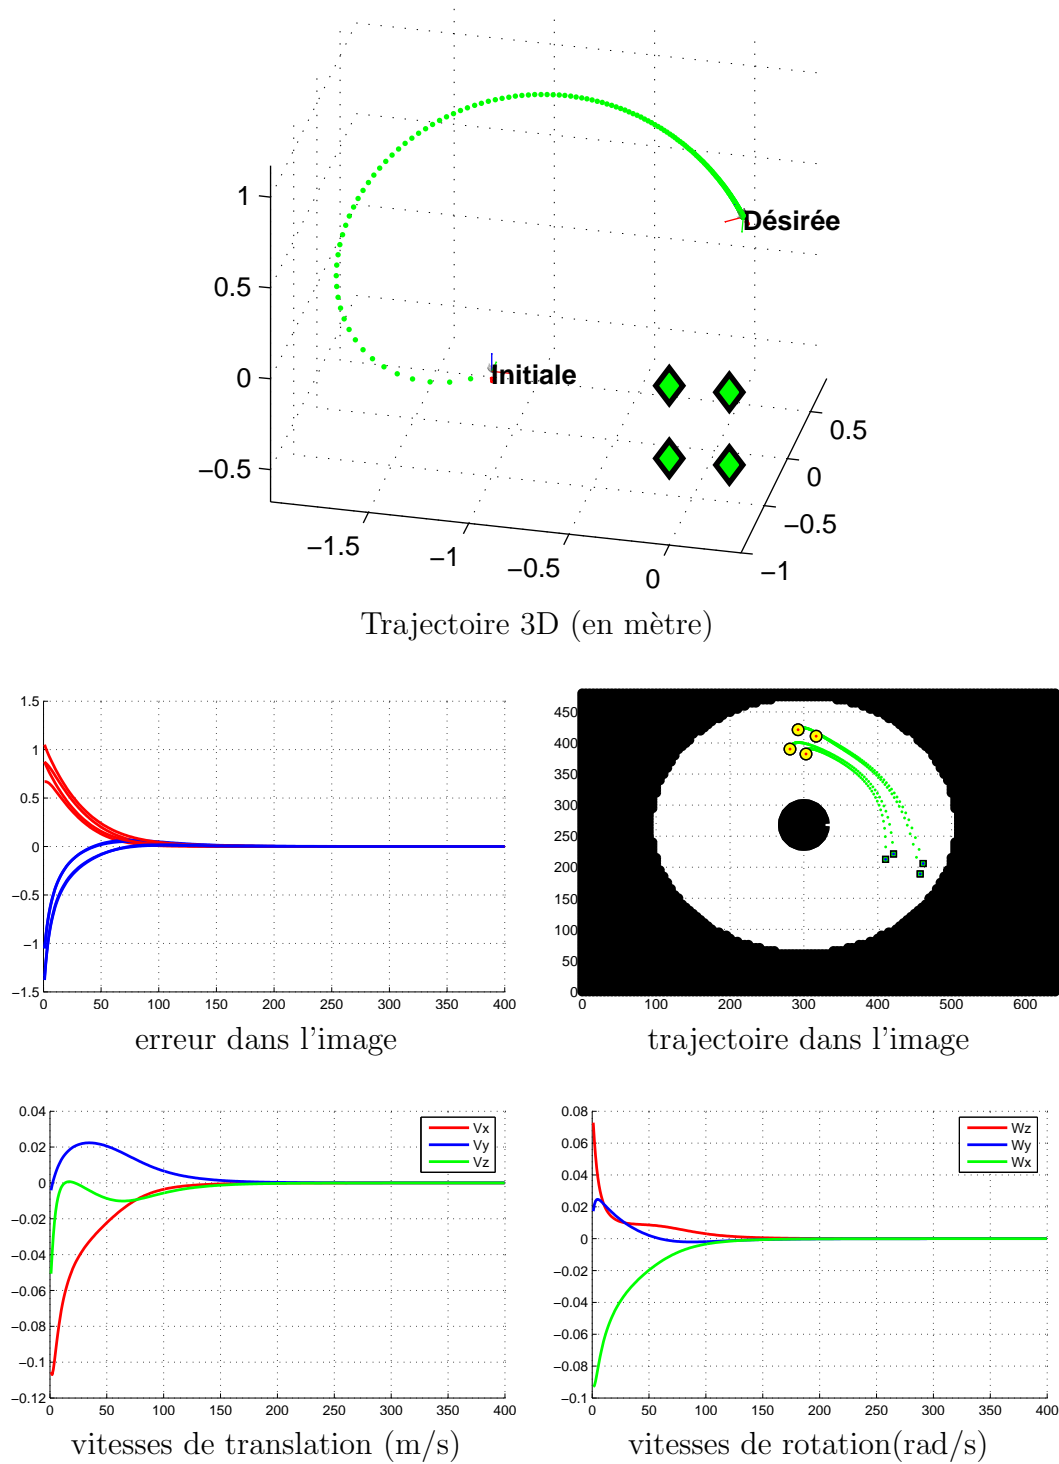 1
0.5
0
−0.5
Désirée
Initiale
0.5
0
−0.5
−1
−1.5
−1
−0.5
0
Trajectoire 3D (en mètre)
1.5
1
0.5
0
−0.5
−1
−1.5
0 50 100 150 200 250 300 350 400
erreur dans l'image
450
400
350
300
250
200
150
100
50
0
0 100 200 300 400 500 600
trajectoire dans l'image
0.04
0.02
0
−0.02
−0.04
−0.06
−0.08
−0.1
−0.12
0 50 100 150 200 250 300 350 400
Vx
Vy
Vz
vitesses de translation (m/s)
0.08
0.06
0.04
0.02
0
−0.02
−0.04
−0.06
−0.08
−0.1
0 50 100 150 200 250 300 350 400
Wz
Wy
Wx
vitesses de rotation(rad/s)